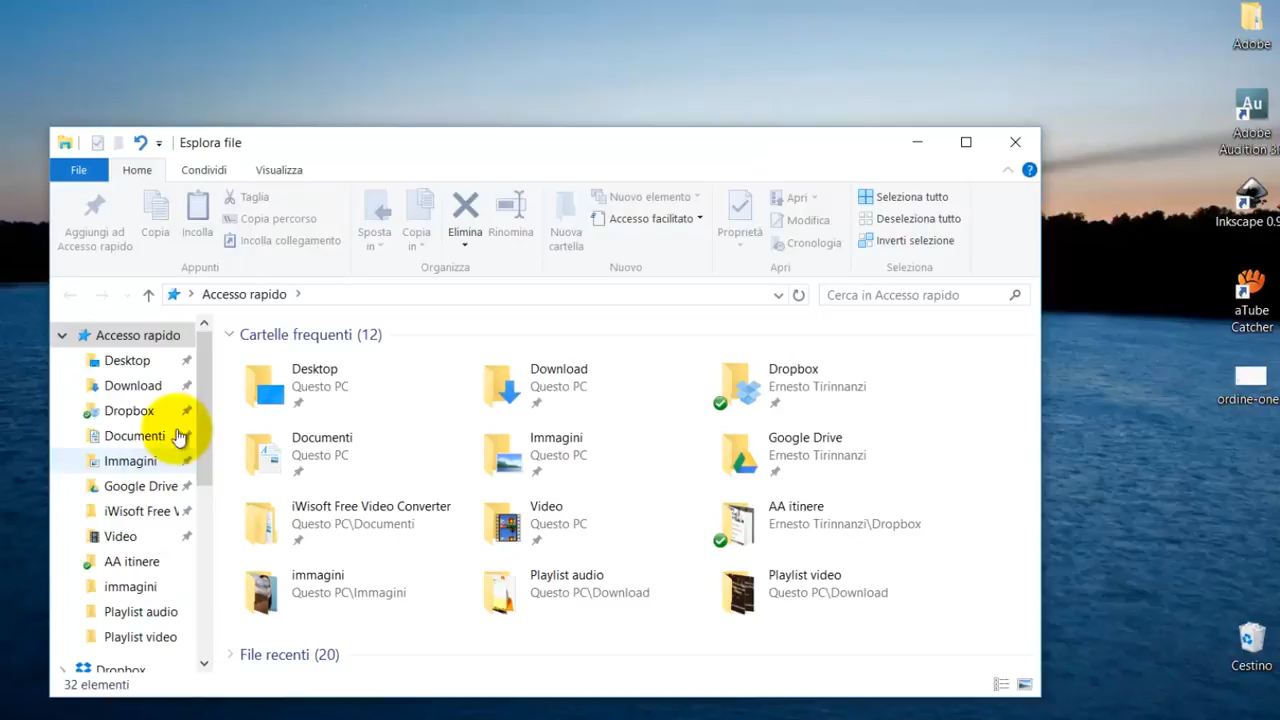 Esplora file
File
Home
Condividi
Visualizza
Aggiungi ad
Accesso rapido
Copia
Incolla
Taglia
Copia percorso
Incolla collegamento
Appunti
Sposta
in
Copia
in
Elimina
Rinomina
Organizza
Nuova
cartella
Nuovo elemento
Accesso facilitato
Nuovo
Proprietà
Apri
Modifica
Cronologia
Apri
Seleziona tutto
Deseleziona tutto
Inverti selezione
Seleziona
Accesso rapido
Cerca in Accesso rapido
Accesso rapido
Desktop
Download
Dropbox
Documenti
Immagini
Google Drive
iWisoft Free V
Video
AA itinere
immagini
Playlist audio
Playlist video
Dropbox
Cartelle frequenti (12)
Desktop
Questo PC
Download
Questo PC
Dropbox
Ernesto Tirinnanzi
Documenti
Questo PC
Immagini
Questo PC
Google Drive
Ernesto Tirinnanzi
iWisoft Free Video Converter
Questo PC\Documenti
Video
Questo PC
AA itinere
Ernesto Tirinnanzi\Dropbox
immagini
Questo PC\Immagini
Playlist audio
Questo PC\Download
Playlist video
Questo PC\Download
File recenti (20)
32 elementi
Adobe
Au
Adobe
Audition 3
Inkscape 0.9
aTube
Catcher
ordine-one
Cestino